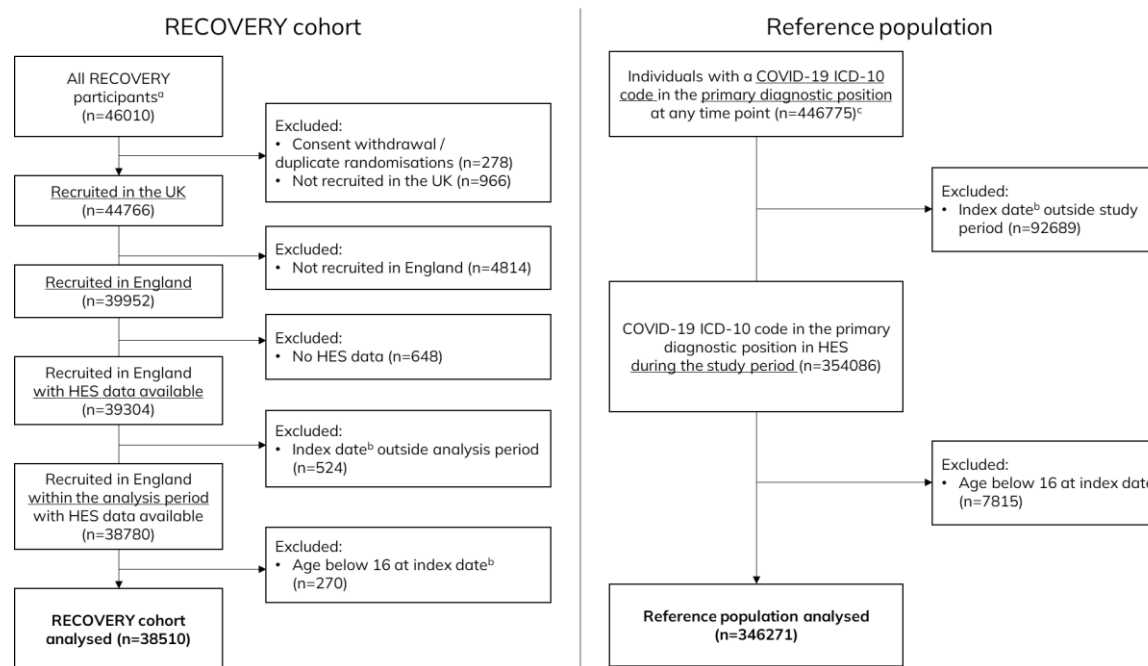 RECOVERY cohort
All RECOVERY
participantsᵃ
(n=46010)
Excluded:
• Consent withdrawal /
duplicate randomisations (n=278)
• Not recruited in the UK (n=966)
Recruited in the UK
(n=44766)
Excluded:
• Not recruited in England (n=4814)
Recruited in England
(n=39952)
Excluded:
• No HES data (n=648)
Recruited in England
with HES data available
(n=39304)
Excluded:
• Index dateᵇ outside analysis period
(n=524)
Recruited in England
within the analysis period
with HES data available
(n=38780)
Excluded:
• Age below 16 at index dateᵇ
(n=270)
RECOVERY cohort
analysed (n=38510)
Reference population
Individuals with a COVID-19 ICD-10
code in the primary diagnostic position
at any time point (n=446775)ᶜ
Excluded:
• Index dateᵇ outside study
period (n=92689)
COVID-19 ICD-10 code in the primary
diagnostic position in HES
during the study period (n=354086)
Excluded:
• Age below 16 at index date
(n=7815)
Reference population analysed
(n=346271)